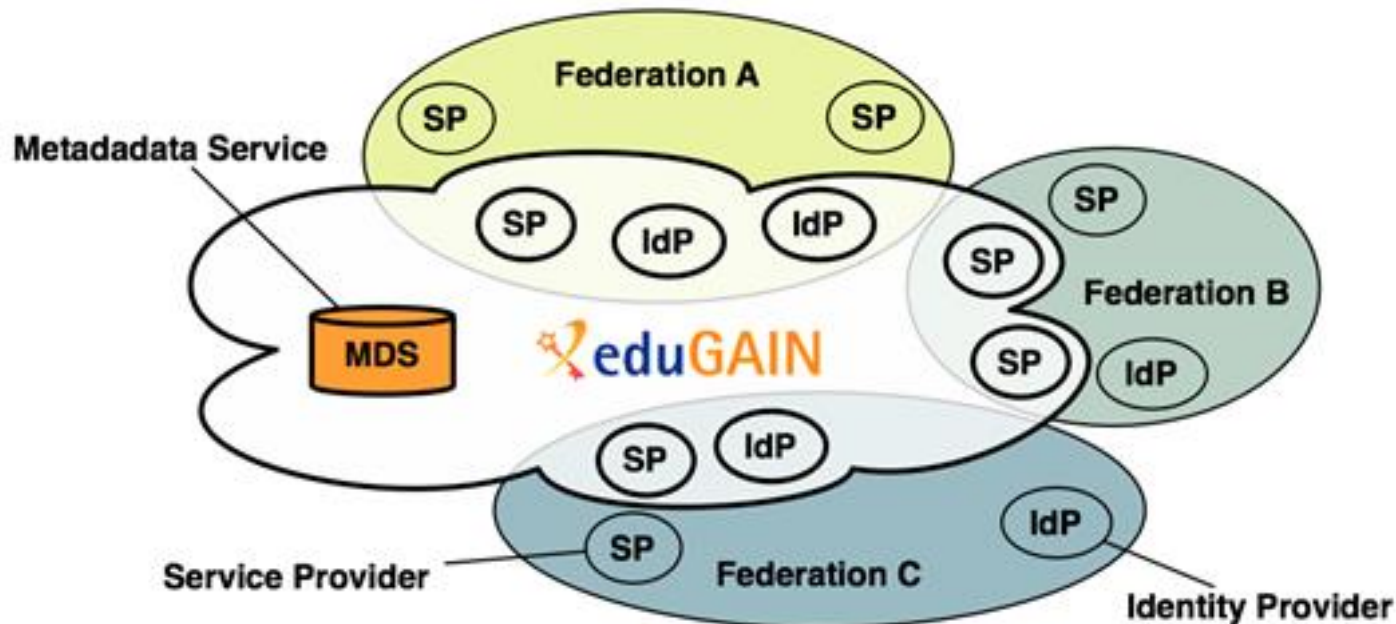 Federation A
SP
SP
Metadadata Service
SP
SP
IdP
IdP
SP
Federation B
MDS
eduGAIN
SP
IdP
SP
IdP
IdP
SP
Service Provider
Federation C
Identity Provider